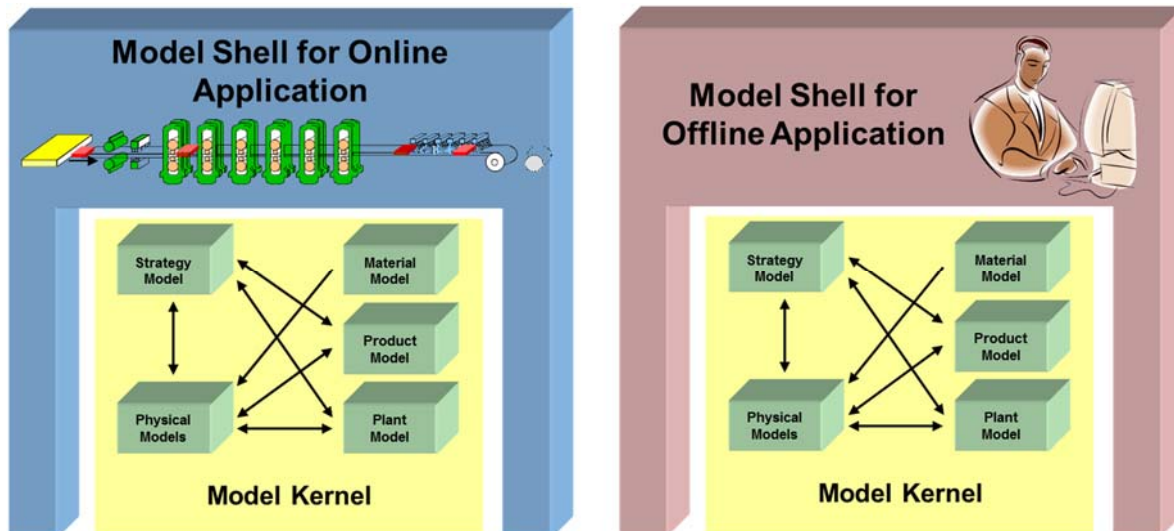 Model Shell for Online
Application
Strategy
Model
Material
Model
Product
Model
Physical
Models
Plant
Model
Model Kernel
Model Shell for
Offline Application
Strategy
Model
Material
Model
Product
Model
Physical
Models
Plant
Model
Model Kernel